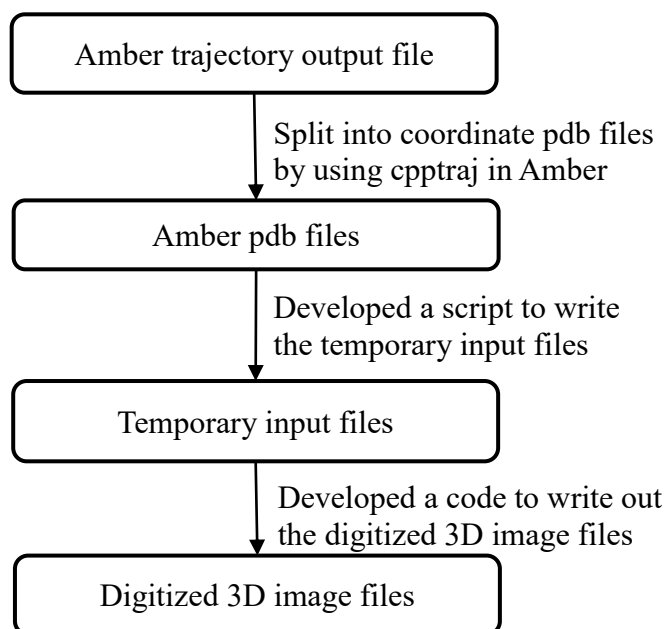 Amber trajectory output file
Split into coordinate pdb files
by using cpptraj in Amber
Amber pdb files
Developed a script to write
the temporary input files
Temporary input files
Developed a code to write out
the digitized 3D image files
Digitized 3D image files